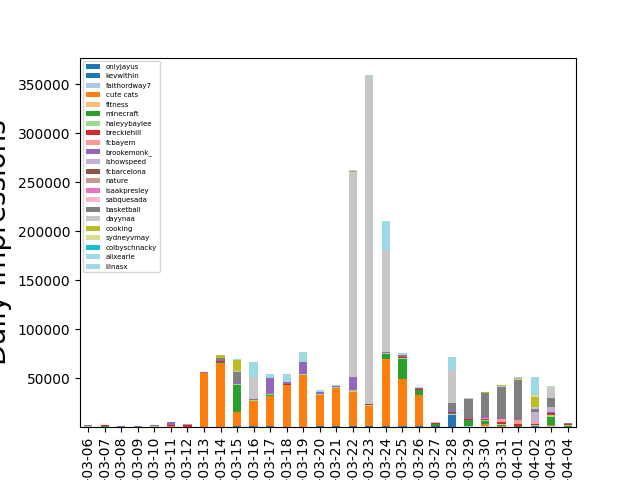 Daily Impressions
350000
300000
250000
200000
150000
100000
50000
onlyjayus
kevwithin
faithordway7
cute cats
fitness
minecraft
haleyybaylee
breckiehill
fcbayern
brookemonk_
ishowspeed
fcbarcelona
nature
isaakpresley
sabquesada
basketball
dayynaa
cooking
sydneyvmay
colbyschnacky
alixearle
illnasx
03-06
03-07
03-08
03-09
03-10
03-11
03-12
03-13
03-14
03-15
03-16
03-17
03-18
03-19
03-20
03-21
03-22
03-23
03-24
03-25
03-26
03-27
03-28
03-29
03-30
03-31
04-01
04-02
04-03
04-04